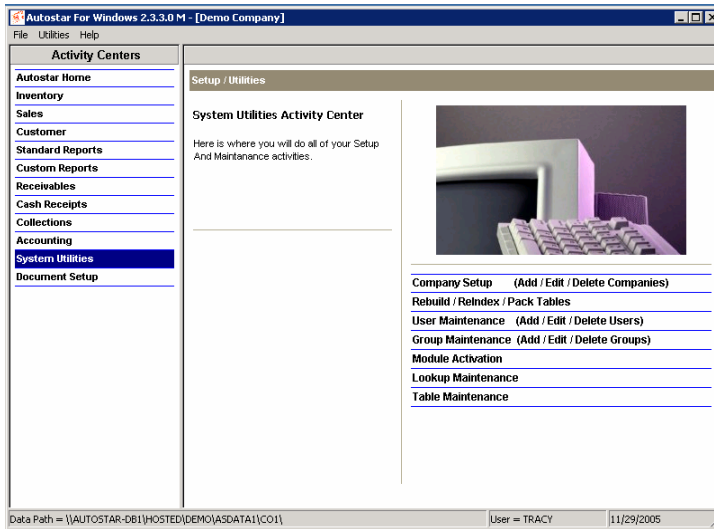 Autostar For Windows 2.3.3.0 M - [Demo Company]
File Utilities Help
Activity Centers
Autostar Home
Inventory
Sales
Customer
Standard Reports
Custom Reports
Receivables
Cash Receipts
Collections
Accounting
System Utilities
Document Setup
Setup / Utilities
System Utilities Activity Center
Here is where you will do all of your Setup
And Maintanance activities.
Company Setup (Add / Edit / Delete Companies)
Rebuild / ReIndex / Pack Tables
User Maintenance (Add / Edit / Delete Users)
Group Maintenance (Add / Edit / Delete Groups)
Module Activation
Lookup Maintenance
Table Maintenance
Data Path = \\AUTOSTAR-DB1\HOSTED\DEMO\ASDATA1\CO1\
User = TRACY
11/29/2005